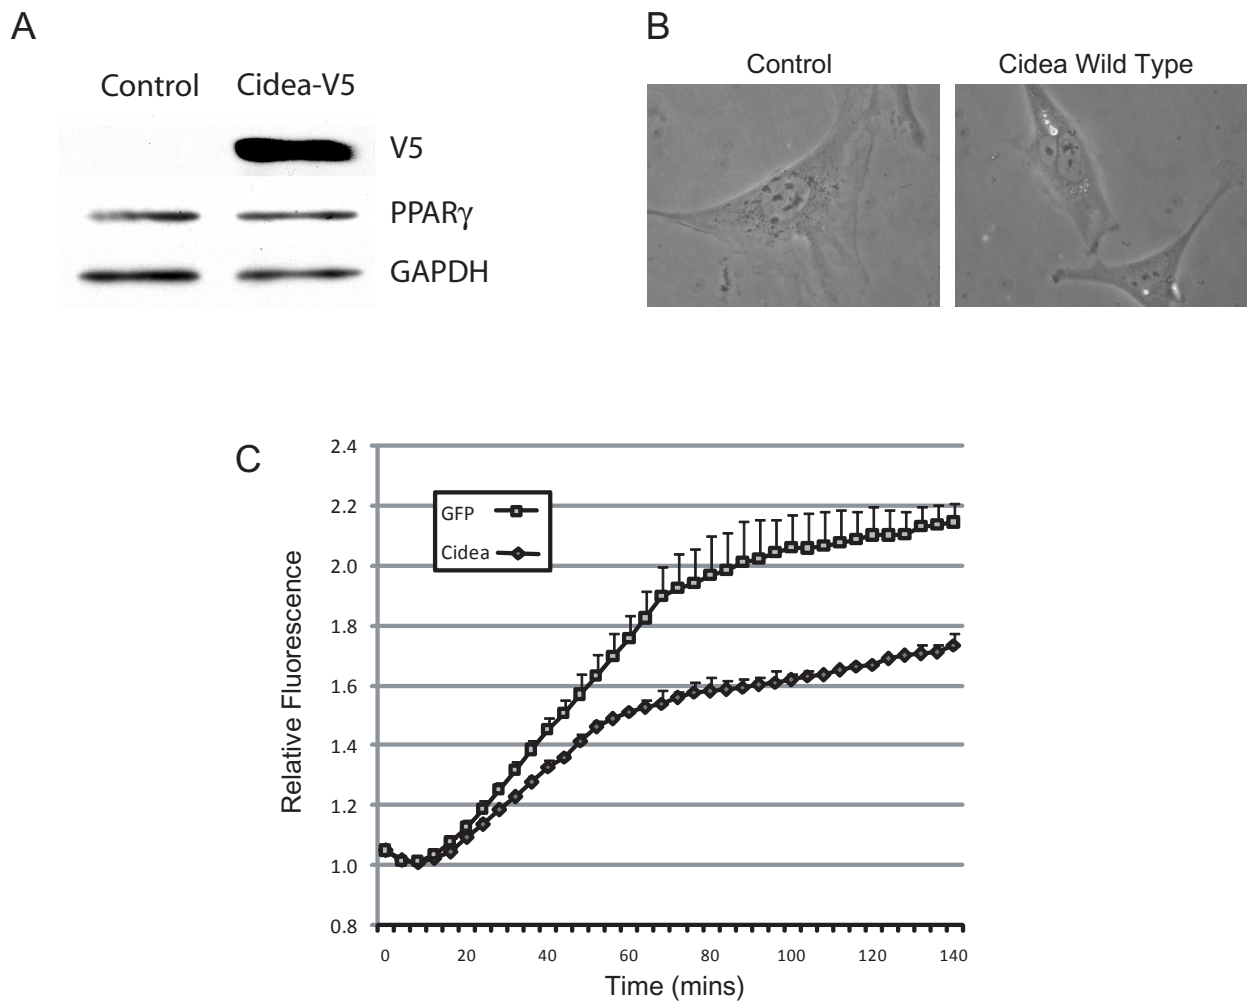 A
Control Cidea-V5
V5
PPARγ
GAPDH
B
Control Cidea Wild Type
C
Relative Fluorescence
2.4
2.2
2.0
1.8
1.6
1.4
1.2
1.0
0.8
GFP
Cidea
0 20 40 60 80 100 120 140
Time (mins)